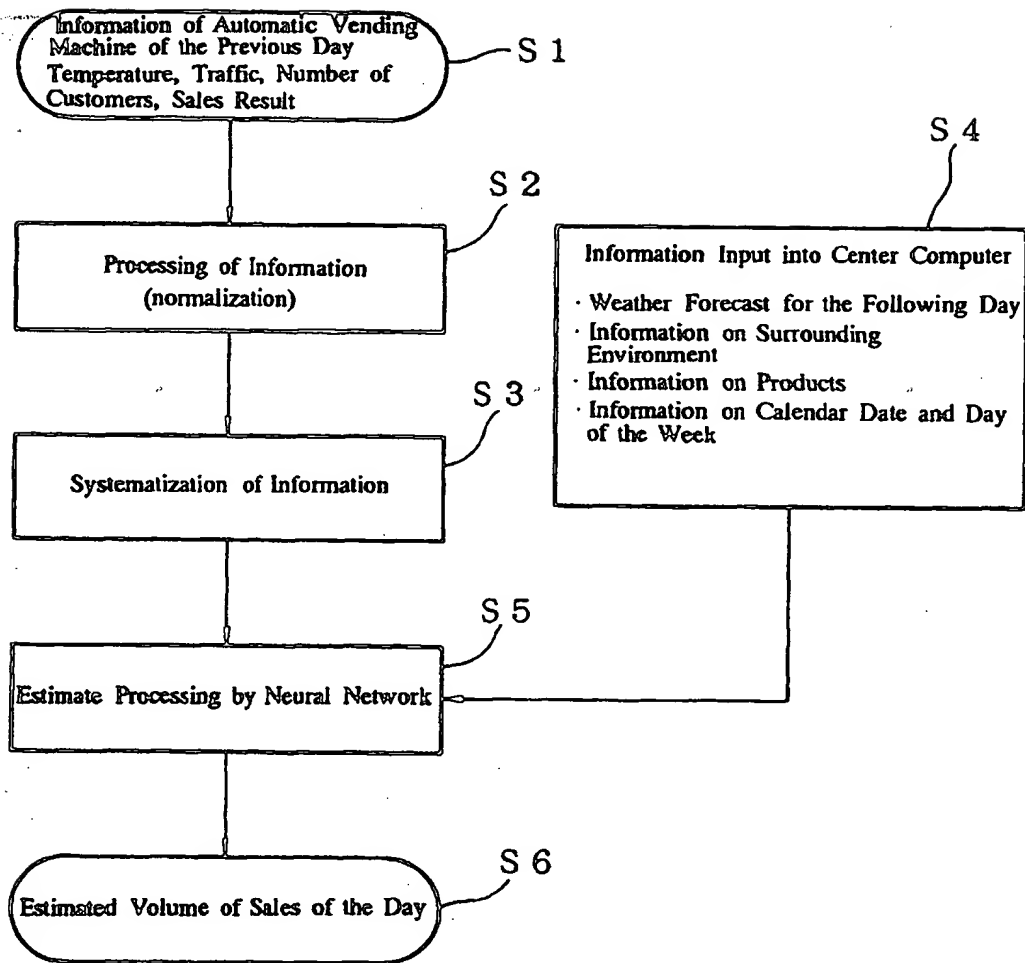 Information of Automatic Vending
Machine of the Previous Day
Temperature, Traffic, Number of
Customers, Sales Result
S 1
S 2
Processing of Information
(normalization)
S 3
Systematization of Information
S 4
Information Input into Center Computer
· Weather Forecast for the Following Day
· Information on Surrounding
Environment
· Information on Products
· Information on Calendar Date and Day
of the Week
S 5
Estimate Processing by Neural Network
S 6
Estimated Volume of Sales of the Day